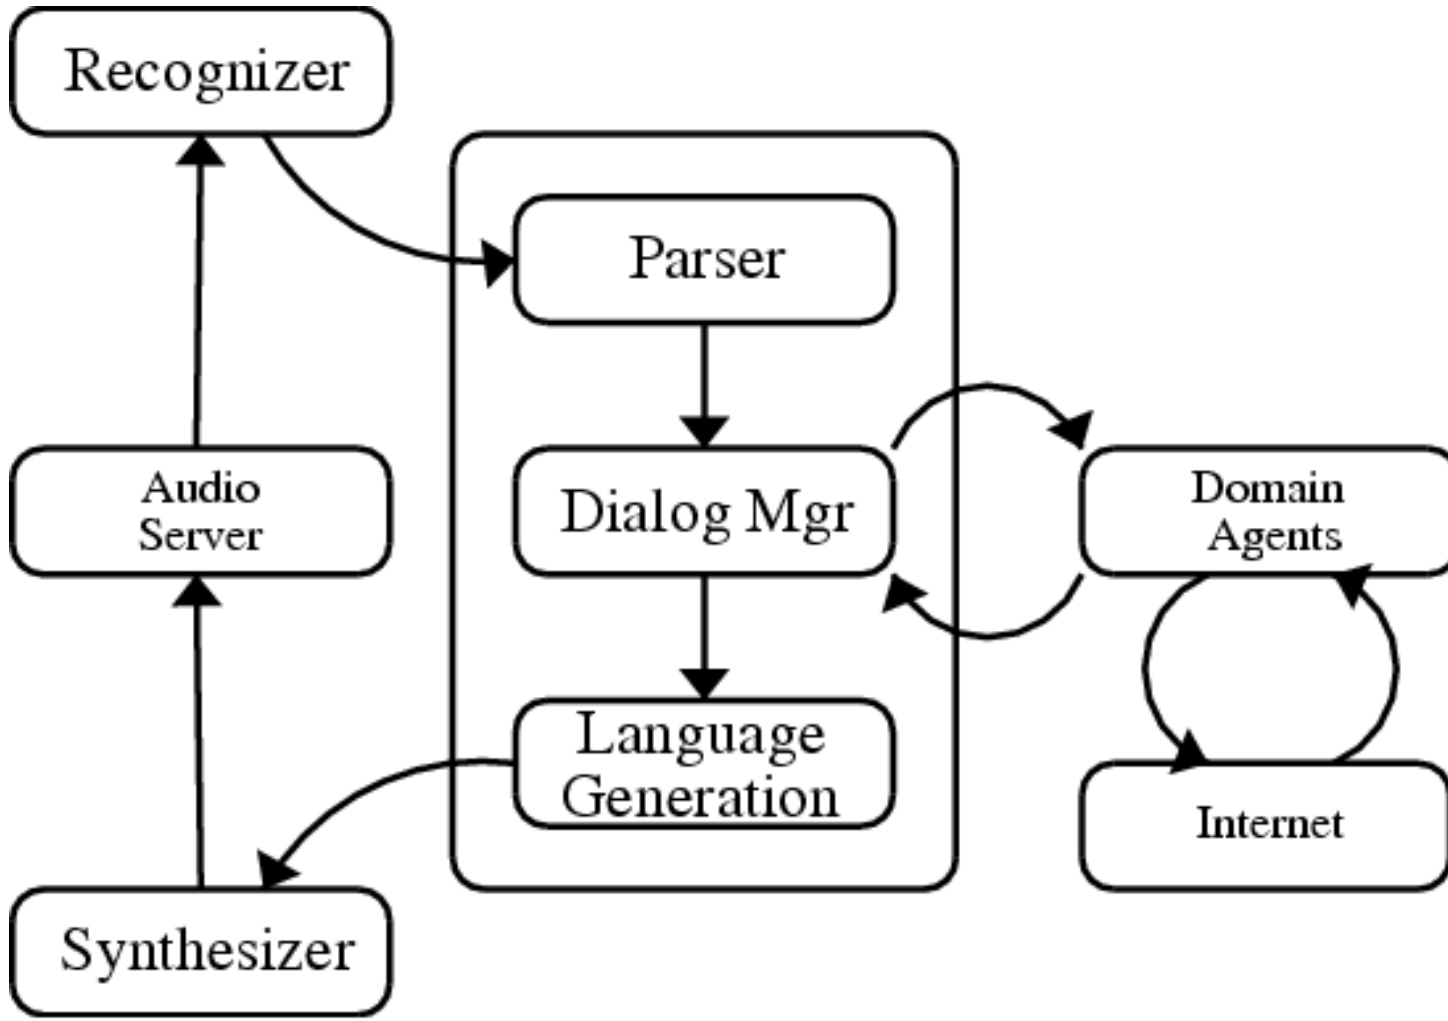 Recognizer
Parser
Audio
Server
Dialog Mgr
Domain
Agents
Language
Generation
Internet
Synthesizer